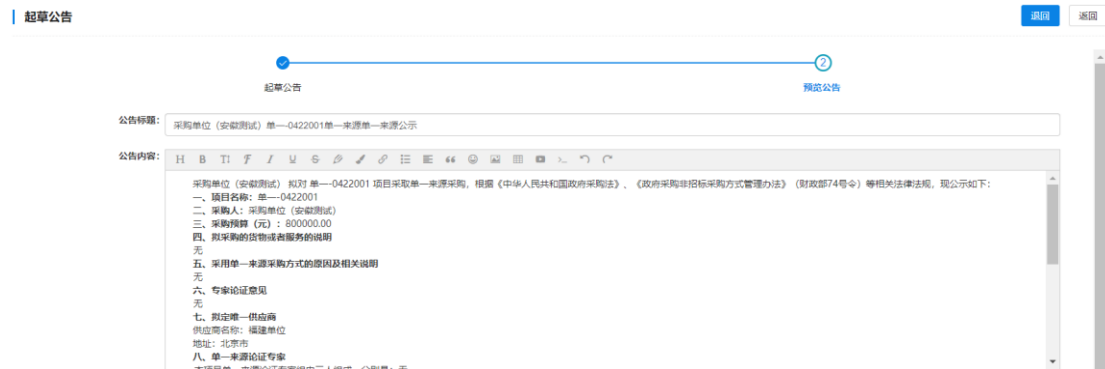 起草公告
退回 返回
2
起草公告 预览公告
公告标题: 采购单位（安徽测试）单一-0422001单一来源单一来源公示
公告内容:
采购单位（安徽测试） 拟对 单一-0422001 项目采取单一来源采购，根据《中华人民共和国政府采购法》、《政府采购非招标采购方式管理办法》（财政部74号令）等相关法律法规，现公示如下：
一、项目名称：单一-0422001
二、采购人：采购单位（安徽测试）
三、采购预算（元）：800000.00
四、拟采购的货物或者服务的说明
无
五、采用单一来源采购方式的原因及相关说明
无
六、专家论证意见
无
七、拟定唯一供应商
供应商名称：福建单位
地址：北京市
八、单一来源论证专家